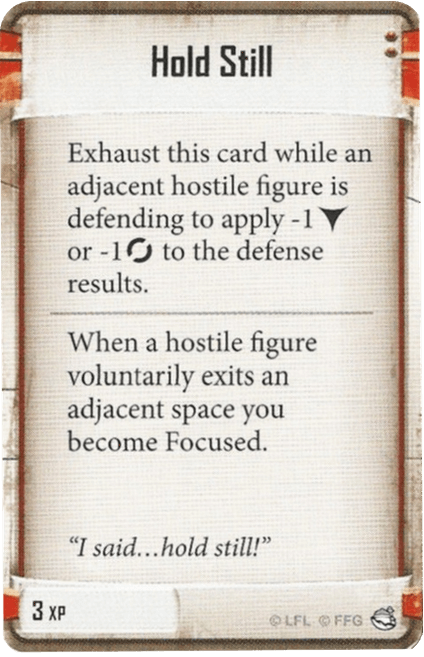 Hold Still
Exhaust this card while an
adjacent hostile figure is
defending to apply -1
or -1 to the defense
results.
When a hostile figure
voluntarily exits an
adjacent space you
become Focused.
“I said...hold still!”
3 XP
© LFL © FFG